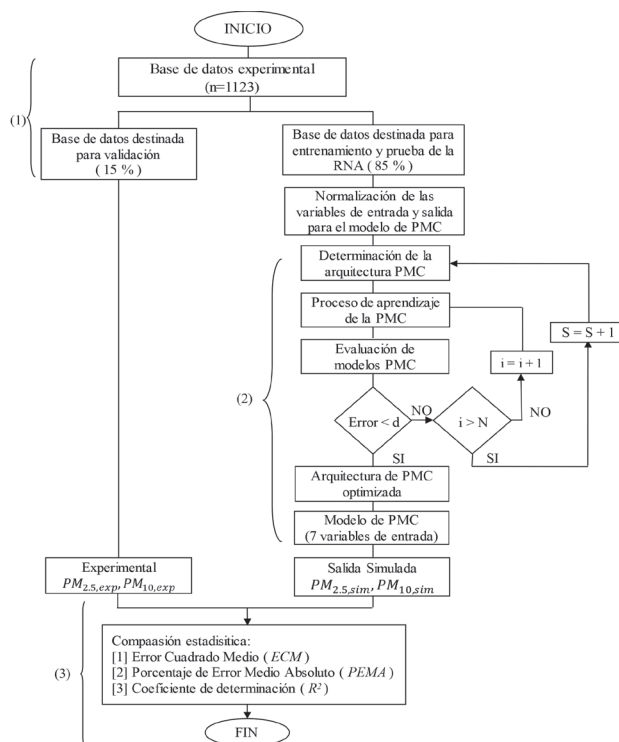 INICIO
Base de datos experimental
(n=1123)
(1)
Base de datos destinada
para validación
( 15 % )
Base de datos destinada para
entrenamiento y prueba de la
RNA ( 85 % )
Normalización de las
variables de entrada y salida
para el modelo de PMC
Determinación de la
arquitectura PMC
Proceso de aprendizaje
de la PMC
S = S + 1
Evaluación de
modelos PMC
i = i + 1
(2)
Error < d
NO
i > N
NO
SI
SI
Arquitectura de PMC
optimizada
Modelo de PMC
(7 variables de entrada)
Experimental
PM2.5,exp, PM10,exp
Salida Simulada
PM2.5,sim, PM10,sim
(3)
Compaasión estadisitica:
[1] Error Cuadrado Medio ( ECM )
[2] Porcentaje de Error Medio Absoluto ( PEMA )
[3] Coeficiente de determinación ( R² )
FIN